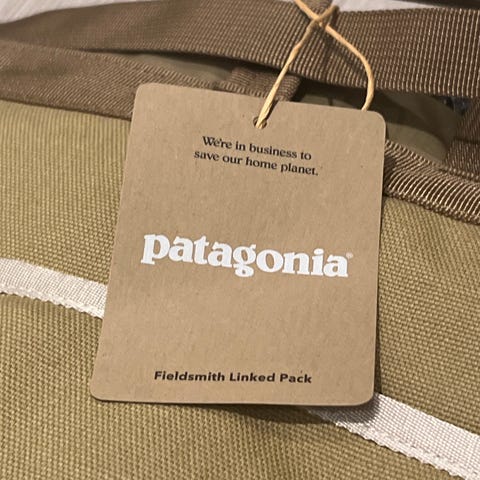 We're in business to
save our home planet.
patagonia®
Fieldsmith Linked Pack